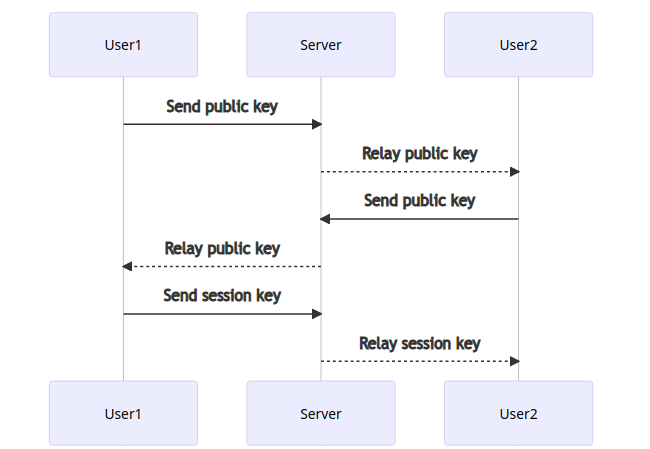 User1
Server
User2
Send public key
Relay public key
Send public key
Relay public key
Send session key
Relay session key
User1
Server
User2